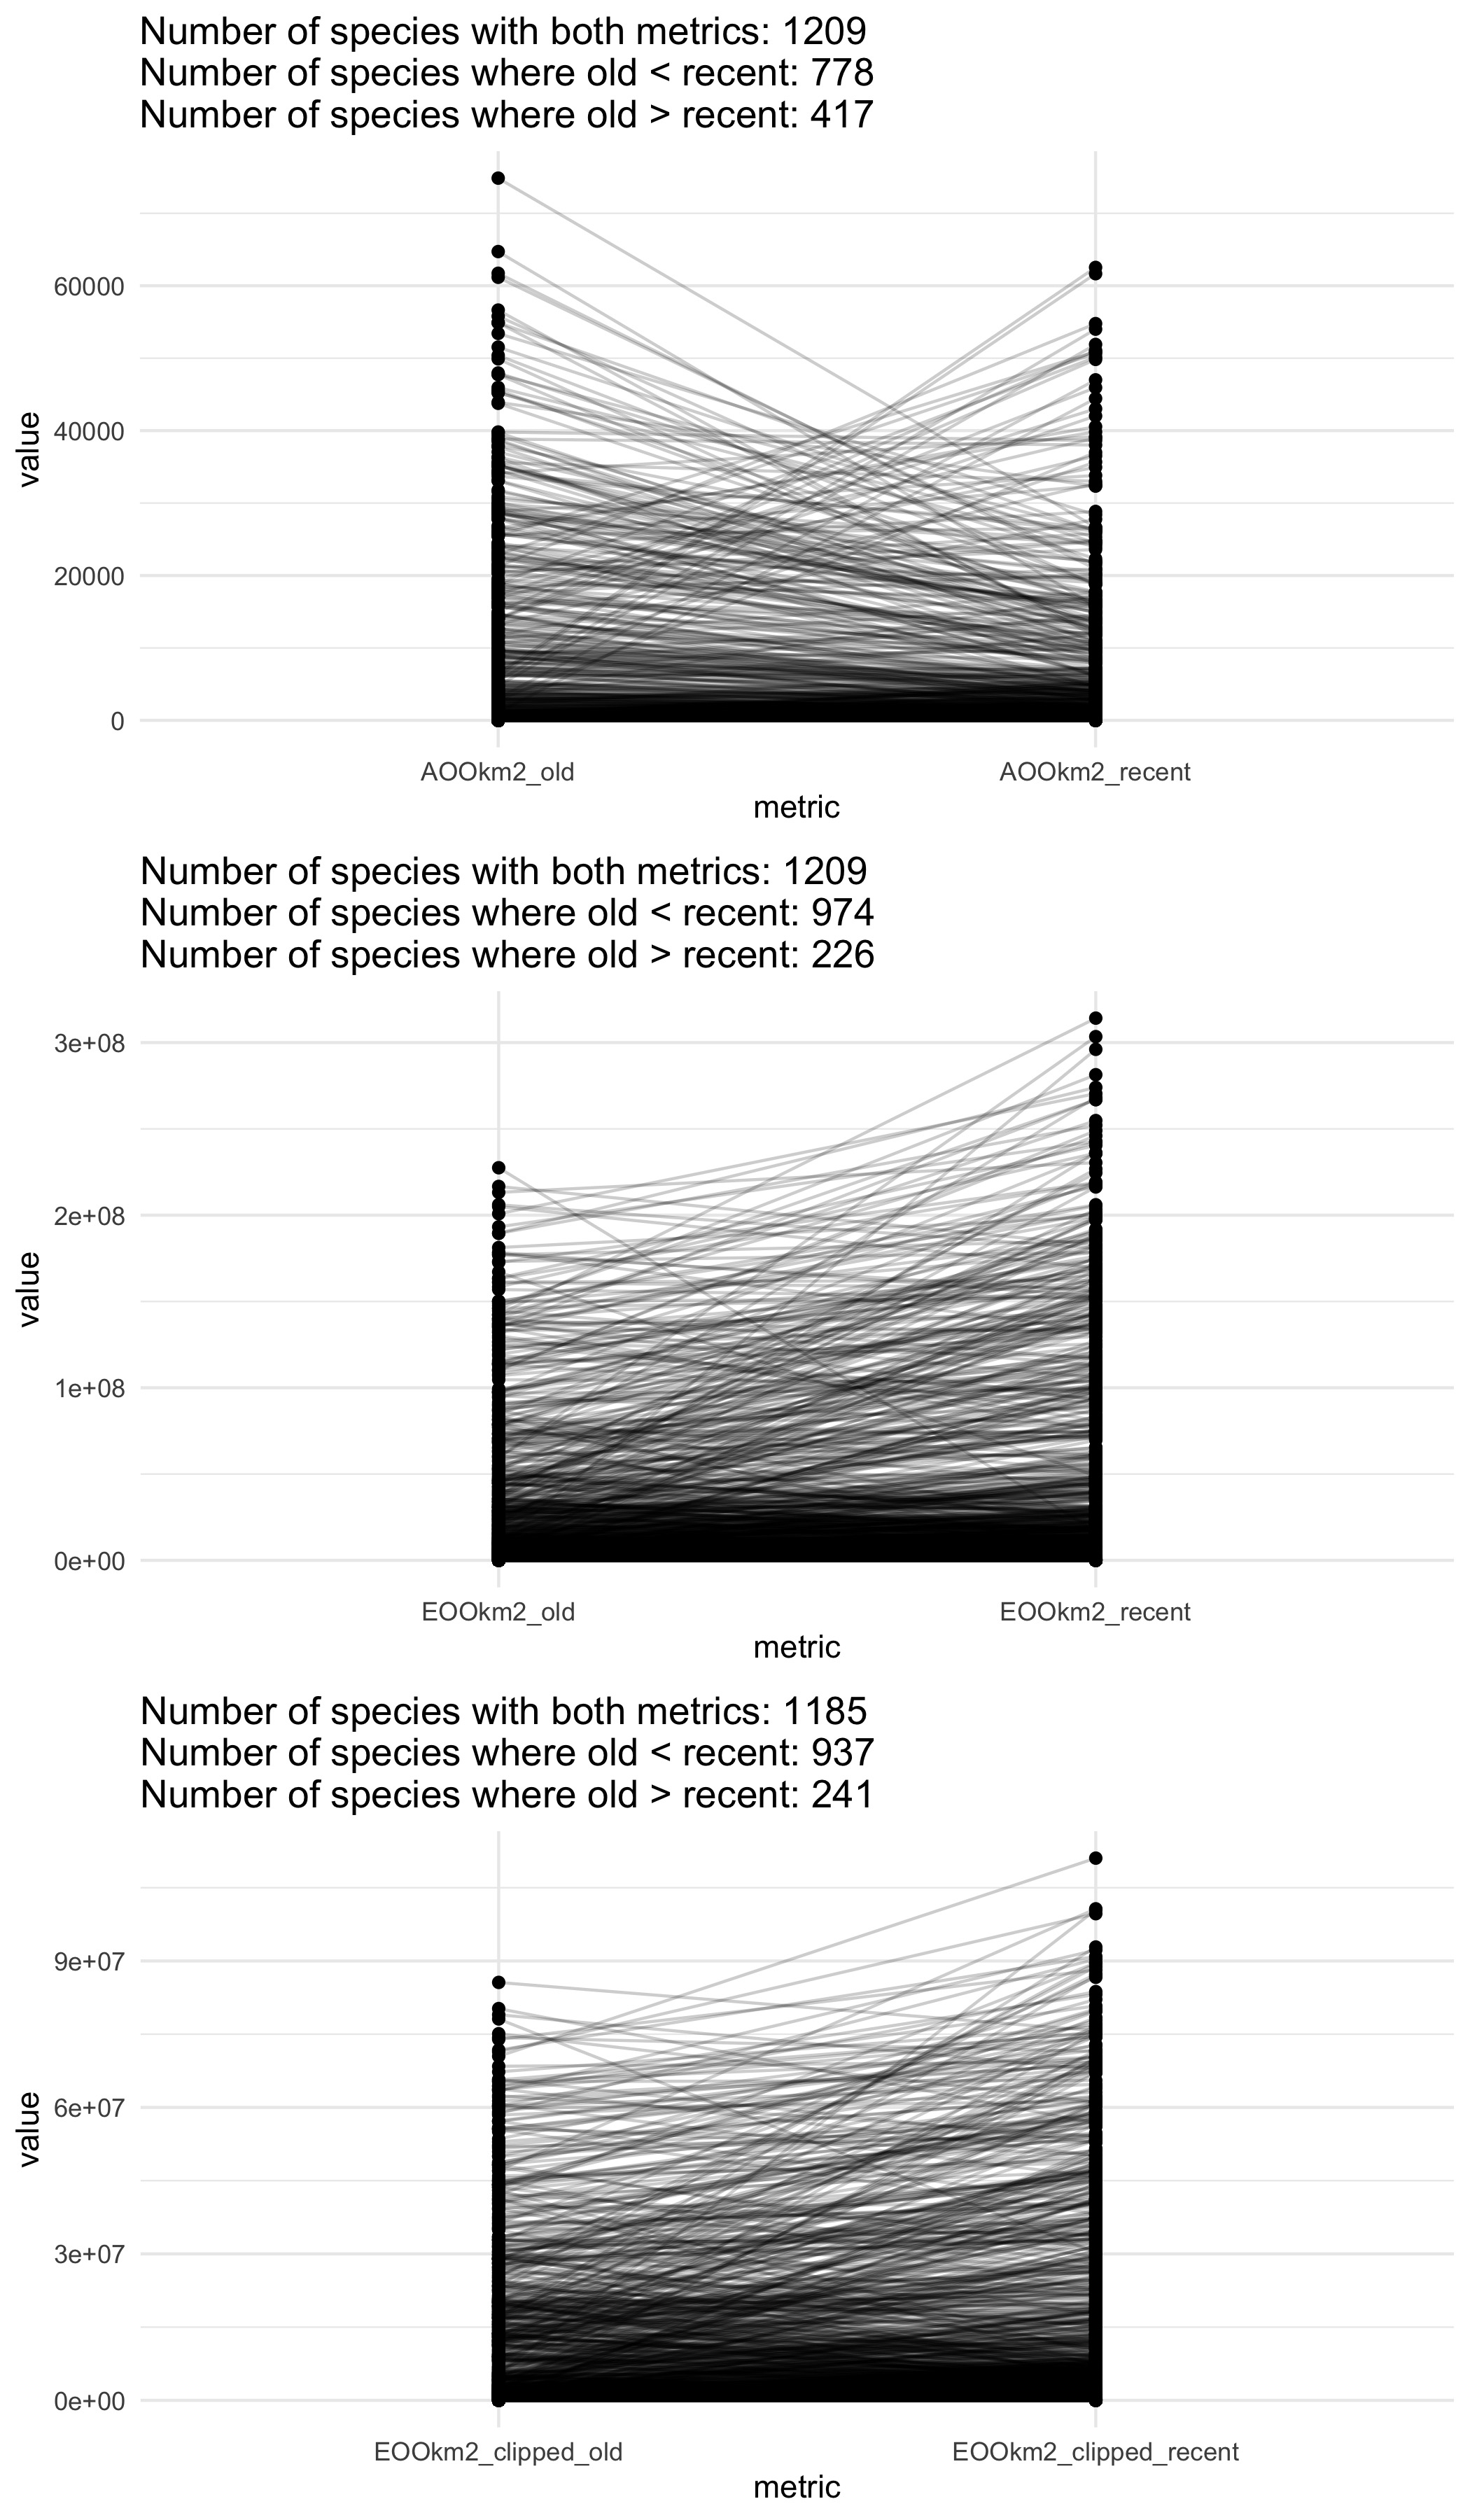 Number of species with both metrics: 1209
Number of species where old < recent: 778
Number of species where old > recent: 417
60000
40000
20000
0
value
AOOkm2_old
AOOkm2_recent
metric
Number of species with both metrics: 1209
Number of species where old < recent: 974
Number of species where old > recent: 226
3e+08
2e+08
1e+08
0e+00
value
EOOkm2_old
EOOkm2_recent
metric
Number of species with both metrics: 1185
Number of species where old < recent: 937
Number of species where old > recent: 241
9e+07
6e+07
3e+07
0e+00
value
EOOkm2_clipped_old
EOOkm2_clipped_recent
metric